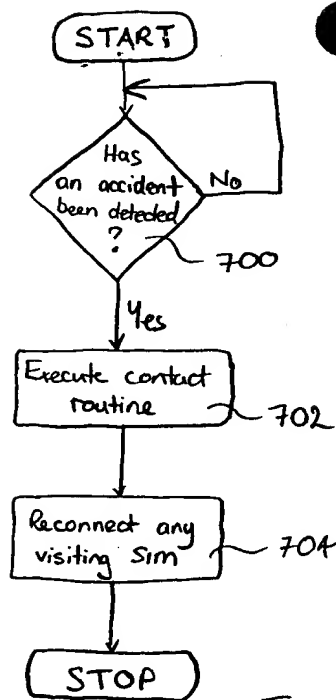 START
Has
an accident
been detected
?
No
700
Yes
Execute contact
routine
702
Reconnect any
visiting Sim
704
STOP